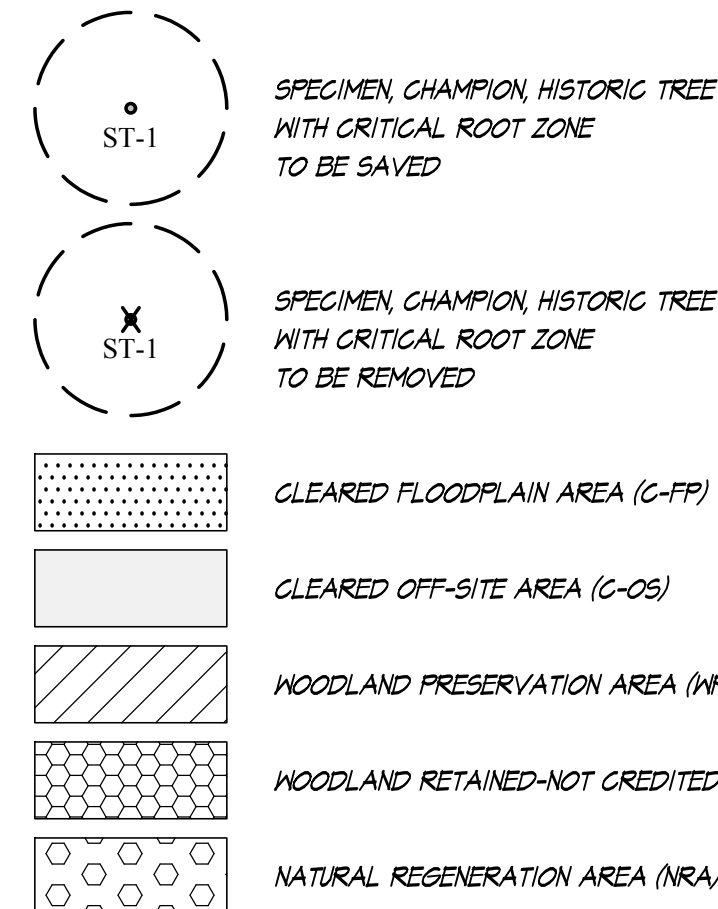 SPECIMEN, CHAMPION, HISTORIC TREE
WITH CRITICAL ROOT ZONE
TO BE SAVED
ST-1
SPECIMEN, CHAMPION, HISTORIC TREE
WITH CRITICAL ROOT ZONE
TO BE REMOVED
ST-1
CLEARED FLOODPLAIN AREA (C-FP)
CLEARED OFF-SITE AREA (C-OS)
WOODLAND PRESERVATION AREA
WOODLAND RETAINED-NOT CREDITED
NATURAL REGENERATION AREA (NRA)